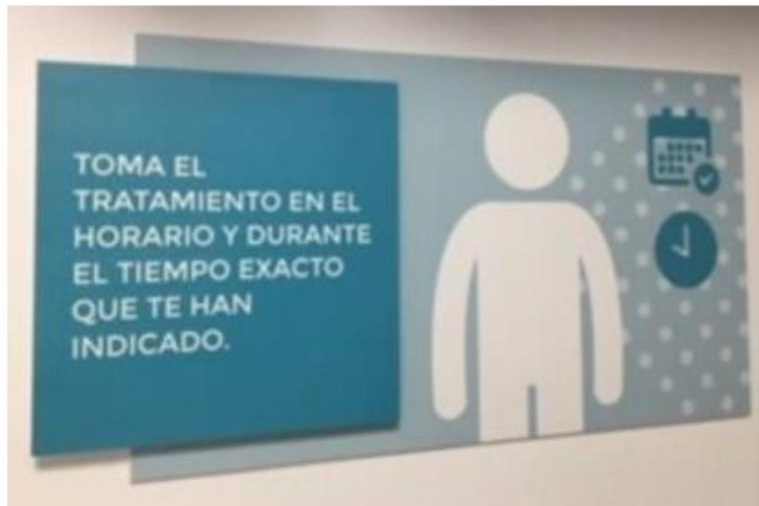 TOMA EL
TRATAMIENTO EN EL
HORARIO Y DURANTE
EL TIEMPO EXACTO
QUE TE HAN
INDICADO.